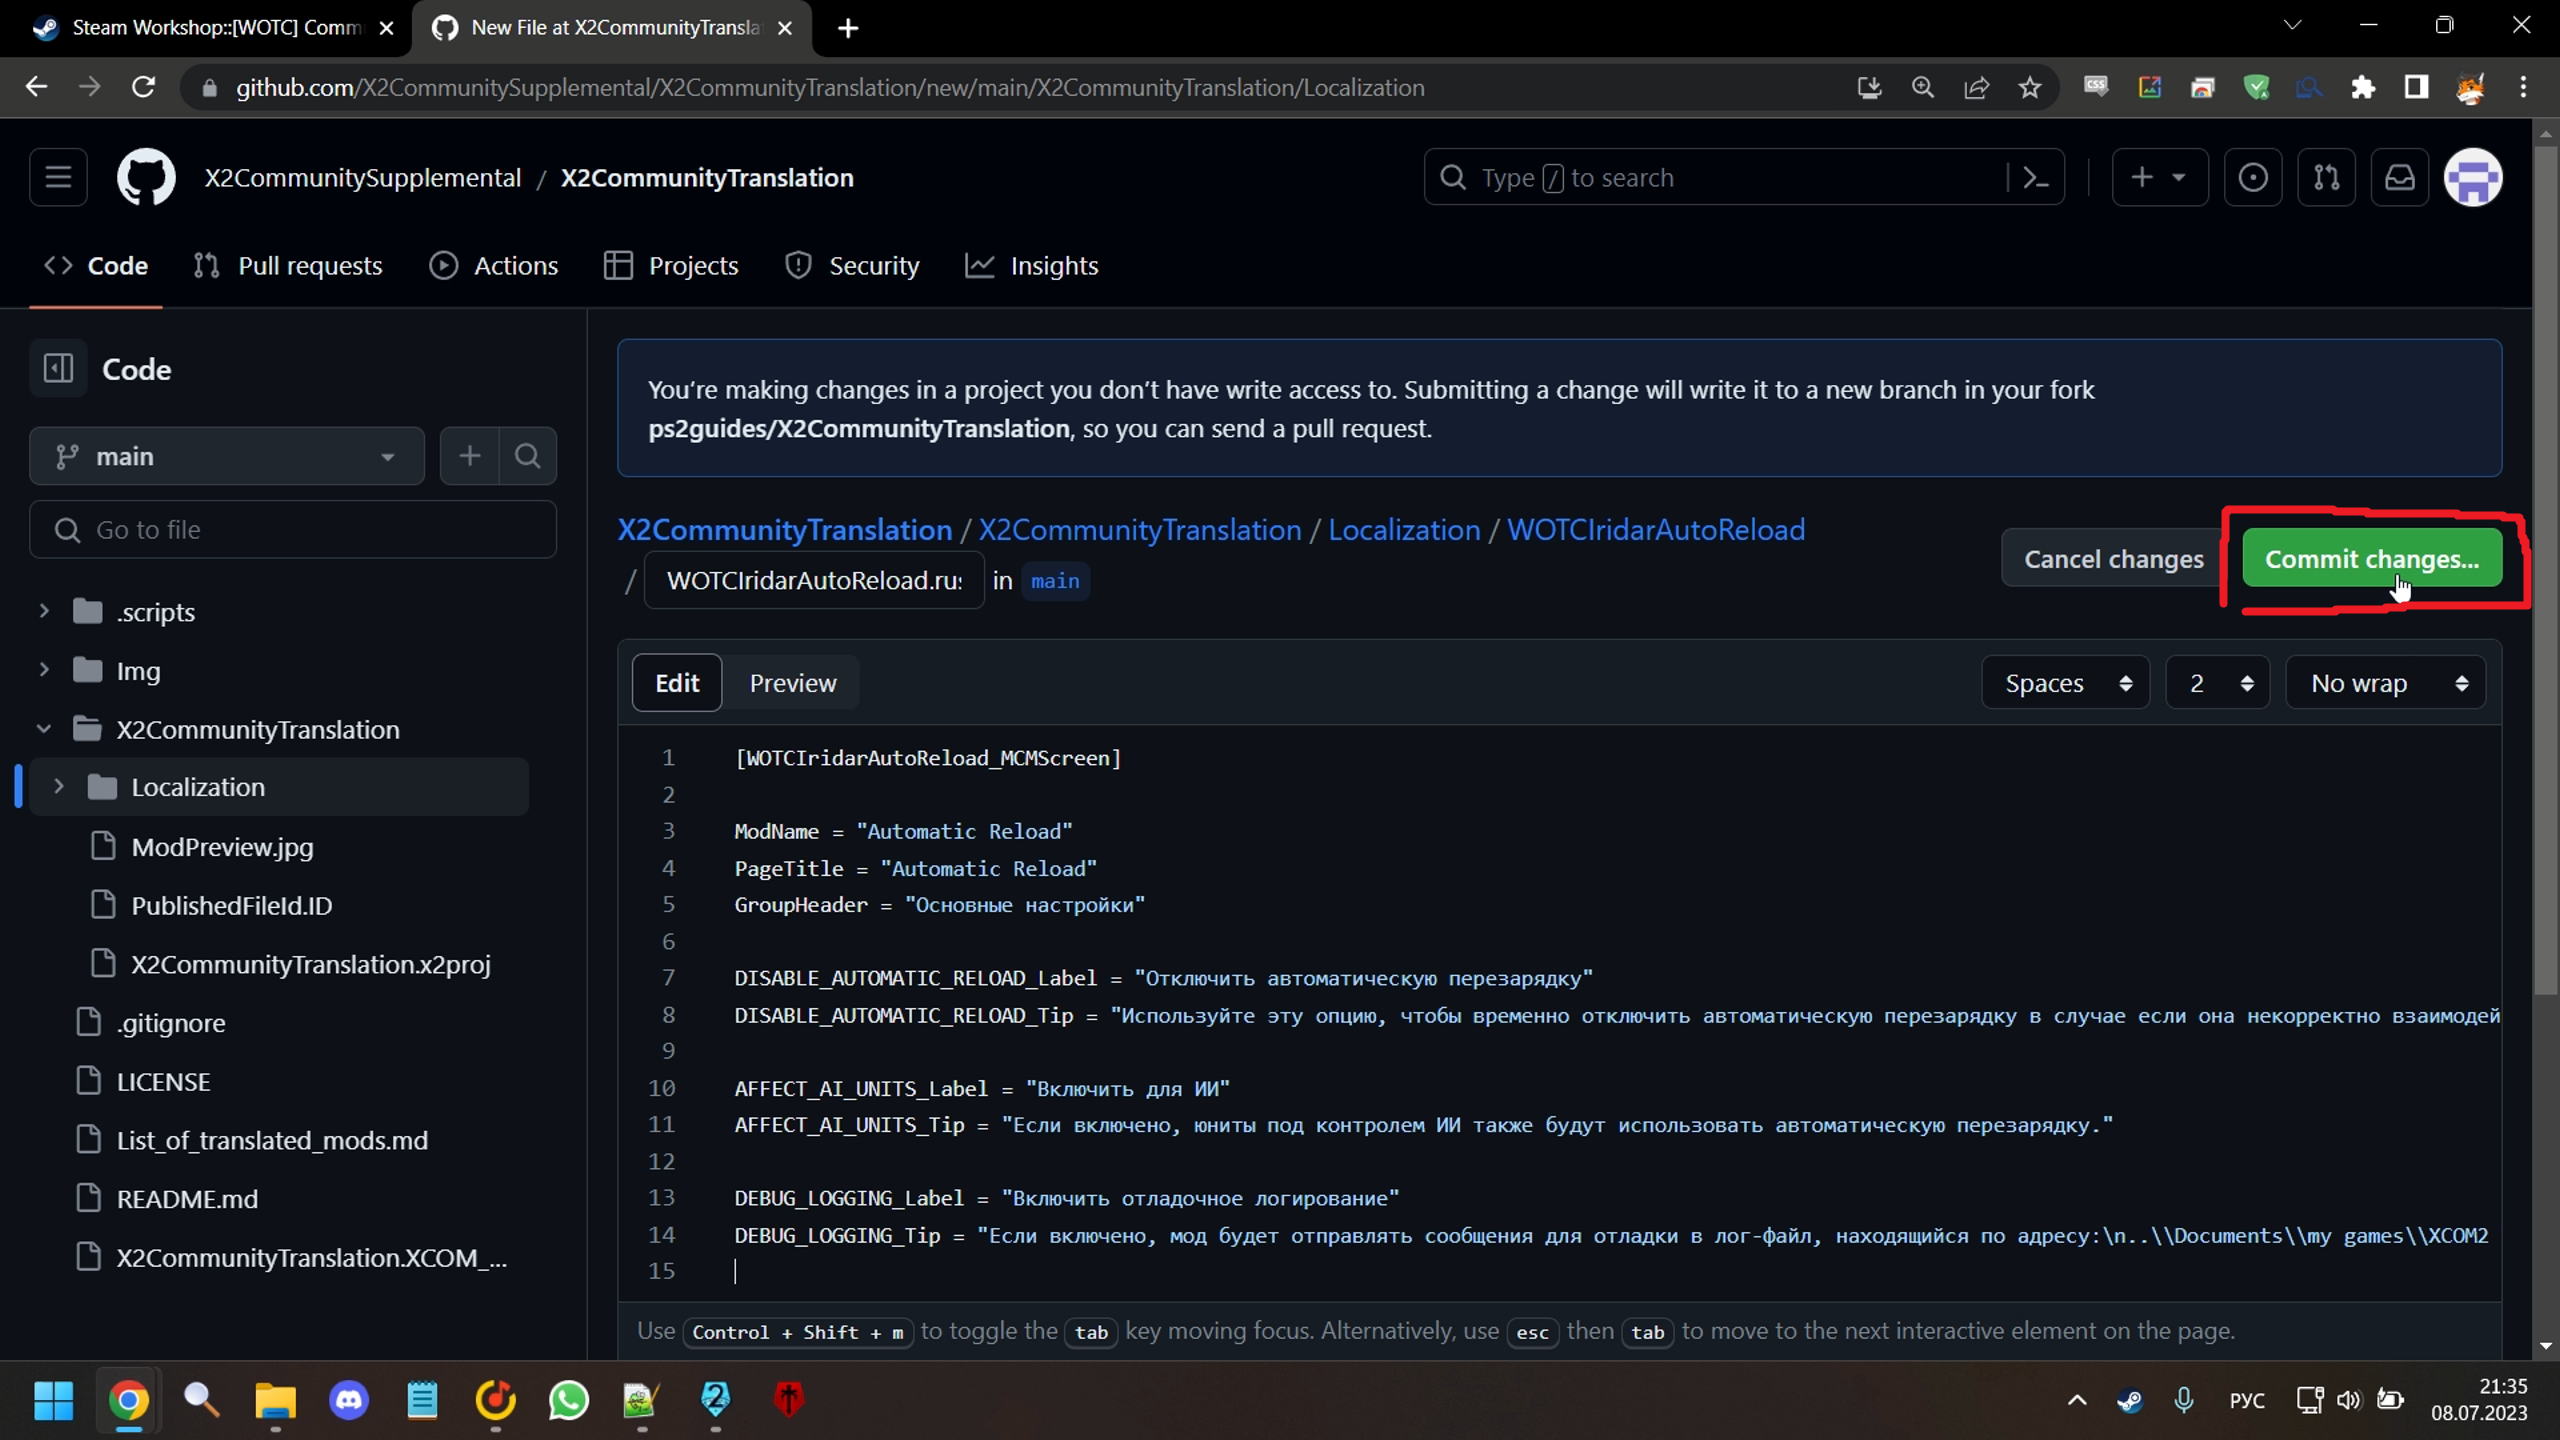 Steam Workshop::[WOTC] Comm
New File at X2CommunityTransla
github.com/X2CommunitySupplemental/X2CommunityTranslation/new/main/X2CommunityTranslation/Localization
CSS
X2CommunitySupplemental / X2CommunityTranslation
Type / to search
Code
Pull requests
Actions
Projects
Security
Insights
Code
main
Go to file
.scripts
Img
X2CommunityTranslation
Localization
ModPreview.jpg
PublishedFileId.ID
X2CommunityTranslation.x2proj
.gitignore
LICENSE
List_of_translated_mods.md
README.md
X2CommunityTranslation.XCOM_...
You're making changes in a project you don't have write access to. Submitting a change will write it to a new branch in your fork
ps2guides/X2CommunityTranslation, so you can send a pull request.
X2CommunityTranslation / X2CommunityTranslation / Localization / WOTCIridarAutoReload
/ WOTCIridarAutoReload.rus in main
Cancel changes
Commit changes...
Edit
Preview
Spaces
2
No wrap
1 [WOTCIridarAutoReload_MCMScreen]
2
3 ModName = "Automatic Reload"
4 PageTitle = "Automatic Reload"
5 GroupHeader = "Основные настройки"
6
7 DISABLE_AUTOMATIC_RELOAD_Label = "Отключить автоматическую перезарядку"
8 DISABLE_AUTOMATIC_RELOAD_Tip = "Используйте эту опцию, чтобы временно отключить автоматическую перезарядку в случае если она некорректно взаимодей
9
10 AFFECT_AI_UNITS_Label = "Включить для ИИ"
11 AFFECT_AI_UNITS_Tip = "Если включено, юниты под контролем ИИ также будут использовать автоматическую перезарядку."
12
13 DEBUG_LOGGING_Label = "Включить отладочное логирование"
14 DEBUG_LOGGING_Tip = "Если включено, мод будет отправлять сообщения для отладки в лог-файл, находящийся по адресу:\n..\\Documents\\my games\\XCOM2
15
Use Control + Shift + m to toggle the tab key moving focus. Alternatively, use esc then tab to move to the next interactive element on the page.
2
РУС
21:35
08.07.2023